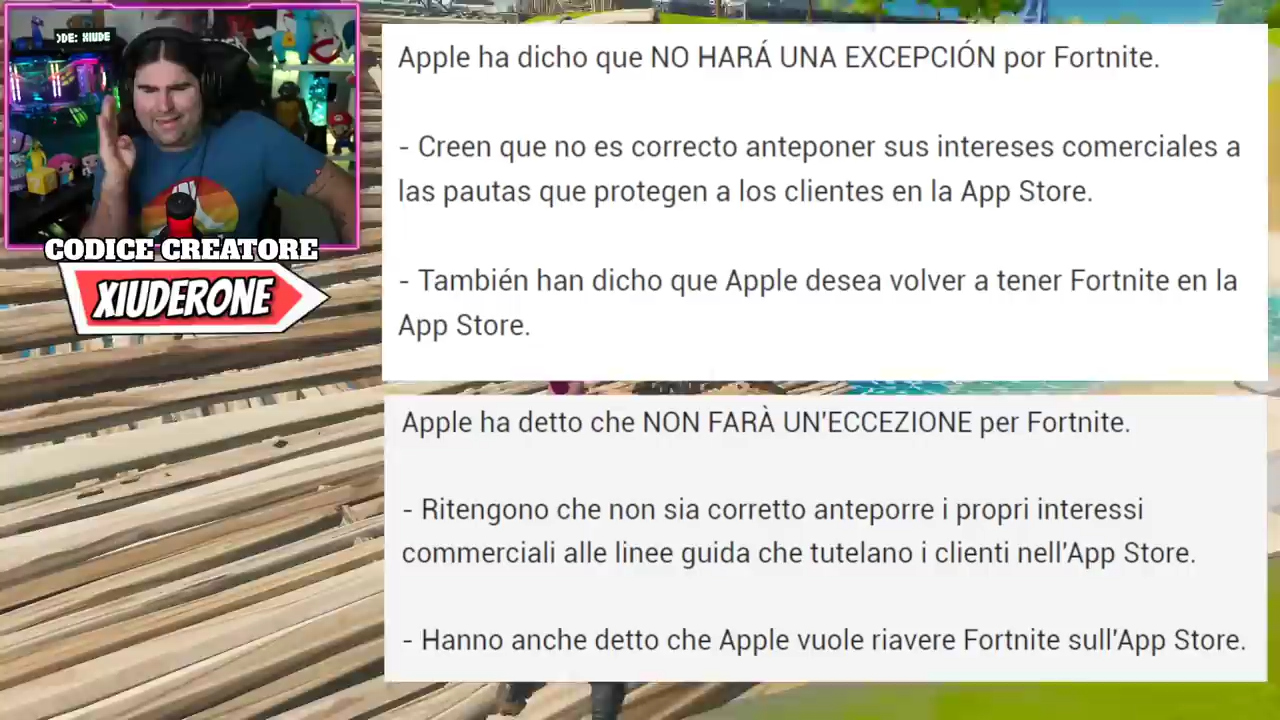 ODE: XIUDE
CODICE CREATORE
XIUDERONE
Apple ha dicho que NO HARÁ UNA EXCEPCIÓN por Fortnite.
- Creen que no es correcto anteponer sus intereses comerciales a
las pautas que protegen a los clientes en la App Store.
- También han dicho que Apple desea volver a tener Fortnite en la
App Store.
Apple ha detto che NON FARÀ UN'ECCEZIONE per Fortnite.
- Ritengono che non sia corretto anteporre i propri interessi
commerciali alle linee guida che tutelano i clienti nell'App Store.
- Hanno anche detto che Apple vuole riavere Fortnite sull'App Store.